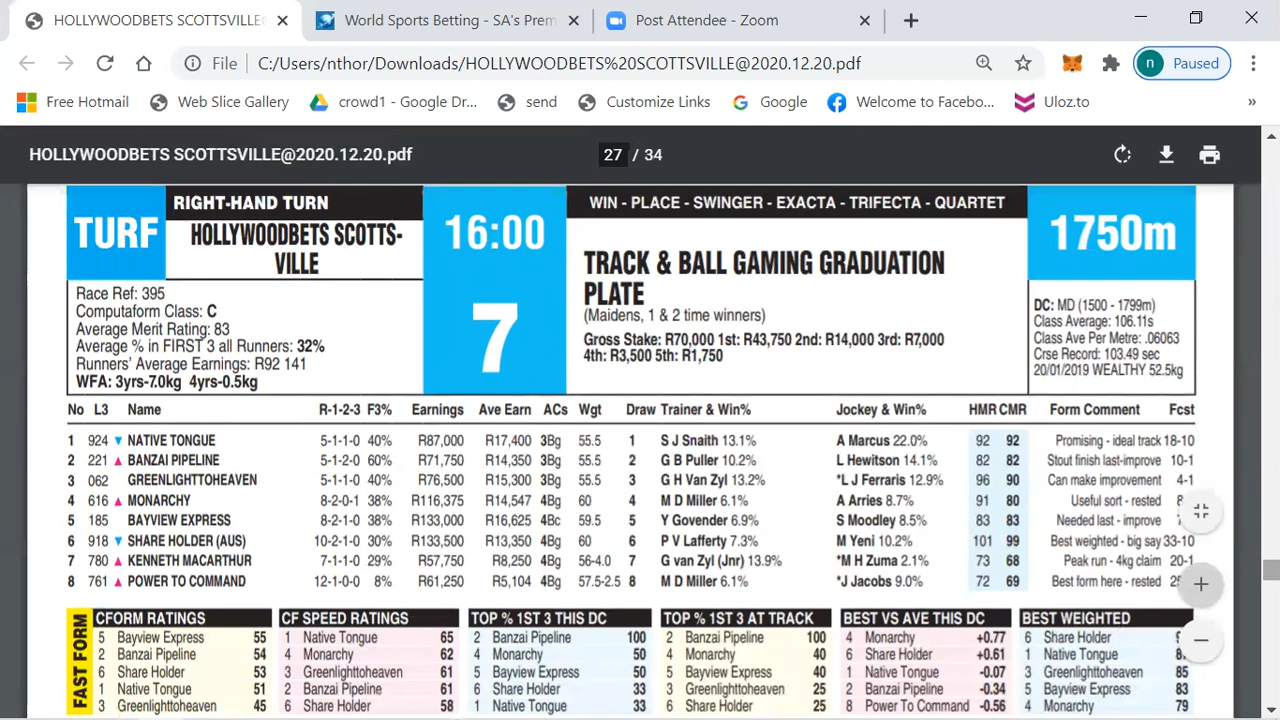 HOLLYWOODBETS SCOTTSVILLE@ × World Sports Betting - SA's Prem × Post Attendee - Zoom × +
File C:/Users/nthor/Downloads/HOLLYWOODBETS%20SCOTTSVILLE@2020.12.20.pdf n Paused
Free Hotmail Web Slice Gallery crowd1 - Google Dr... send Customize Links Google Welcome to Facebo... Uloz.to »
HOLLYWOODBETS SCOTTSVILLE@2020.12.20.pdf 27 / 34
TURF
RIGHT-HAND TURN
HOLLYWOODBETS SCOTTS-
VILLE
Race Ref: 395
Computaform Class: C
Average Merit Rating: 83
Average % in FIRST 3 all Runners: 32%
Runners' Average Earnings: R92 141
WFA: 3yrs-7.0kg 4yrs-0.5kg
16:00
7
WIN - PLACE - SWINGER - EXACTA - TRIFECTA - QUARTET
TRACK & BALL GAMING GRADUATION
PLATE
(Maidens, 1 & 2 time winners)
Gross Stake: R70,000 1st: R43,750 2nd: R14,000 3rd: R7,000
4th: R3,500 5th: R1,750
1750m
DC: MD (1500 - 1799m)
Class Average: 106.11s
Class Ave Per Metre: .06063
Crse Record: 103.49 sec
20/01/2019 WEALTHY 52.5kg
No L3 Name R-1-2-3 F3% Earnings Ave Earn ACs Wgt Draw Trainer & Win% Jockey & Win% HMR CMR Form Comment Fcst
1 924 ▼ NATIVE TONGUE 5-1-1-0 40% R87,000 R17,400 3Bg 55.5 1 S J Snaith 13.1% A Marcus 22.0% 92 92 Promising - ideal track 18-10
2 221 ▲ BANZAI PIPELINE 5-1-2-0 60% R71,750 R14,350 3Bg 55.5 2 G B Puller 10.2% L Hewitson 14.1% 82 82 Stout finish last-improve 10-1
3 062 GREENLIGHTTOHEAVEN 5-1-1-0 40% R76,500 R15,300 3Bg 55.5 3 G H Van Zyl 13.2% *L J Ferraris 12.9% 96 90 Can make improvement 4-1
4 616 ▲ MONARCHY 8-2-0-1 38% R116,375 R14,547 4Bg 60 4 M D Miller 6.1% A Arries 8.7% 91 80 Useful sort - rested
5 185 BAYVIEW EXPRESS 8-2-1-0 38% R133,000 R16,625 4Bc 59.5 5 Y Govender 6.9% S Moodley 8.5% 83 83 Needed last - improve
6 918 ▼ SHARE HOLDER (AUS) 10-2-1-0 30% R133,500 R13,350 4Bg 60 6 P V Lafferty 7.3% M Yeni 10.2% 101 99 Best weighted - big say 33-10
7 780 ▲ KENNETH MACARTHUR 7-1-1-0 29% R57,750 R8,250 4Bg 56-4.0 7 G van Zyl (Jnr) 13.9% *M H Zuma 2.1% 73 68 Peak run - 4kg claim 20-1
8 761 ▲ POWER TO COMMAND 12-1-0-0 8% R61,250 R5,104 4Bg 57.5-2.5 8 M D Miller 6.1% *J Jacobs 9.0% 72 69 Best form here - rested
FAST FORM
CFORM RATINGS
5 Bayview Express 55
2 Banzai Pipeline 54
6 Share Holder 53
1 Native Tongue 51
3 Greenlighttoheaven 45
CF SPEED RATINGS
1 Native Tongue 65
4 Monarchy 62
3 Greenlighttoheaven 61
2 Banzai Pipeline 61
6 Share Holder 58
TOP % 1ST 3 THIS DC
2 Banzai Pipeline 100
4 Monarchy 50
5 Bayview Express 50
6 Share Holder 33
1 Native Tongue 33
TOP % 1ST 3 AT TRACK
2 Banzai Pipeline 100
4 Monarchy 40
5 Bayview Express 40
3 Greenlighttoheaven 25
6 Share Holder 25
BEST VS AVE THIS DC
4 Monarchy +0.77
6 Share Holder +0.61
1 Native Tongue -0.07
2 Banzai Pipeline -0.34
8 Power To Command -0.56
BEST WEIGHTED
6 Share Holder
1 Native Tongue
3 Greenlighttoheaven 85
5 Bayview Express 83
4 Monarchy 79